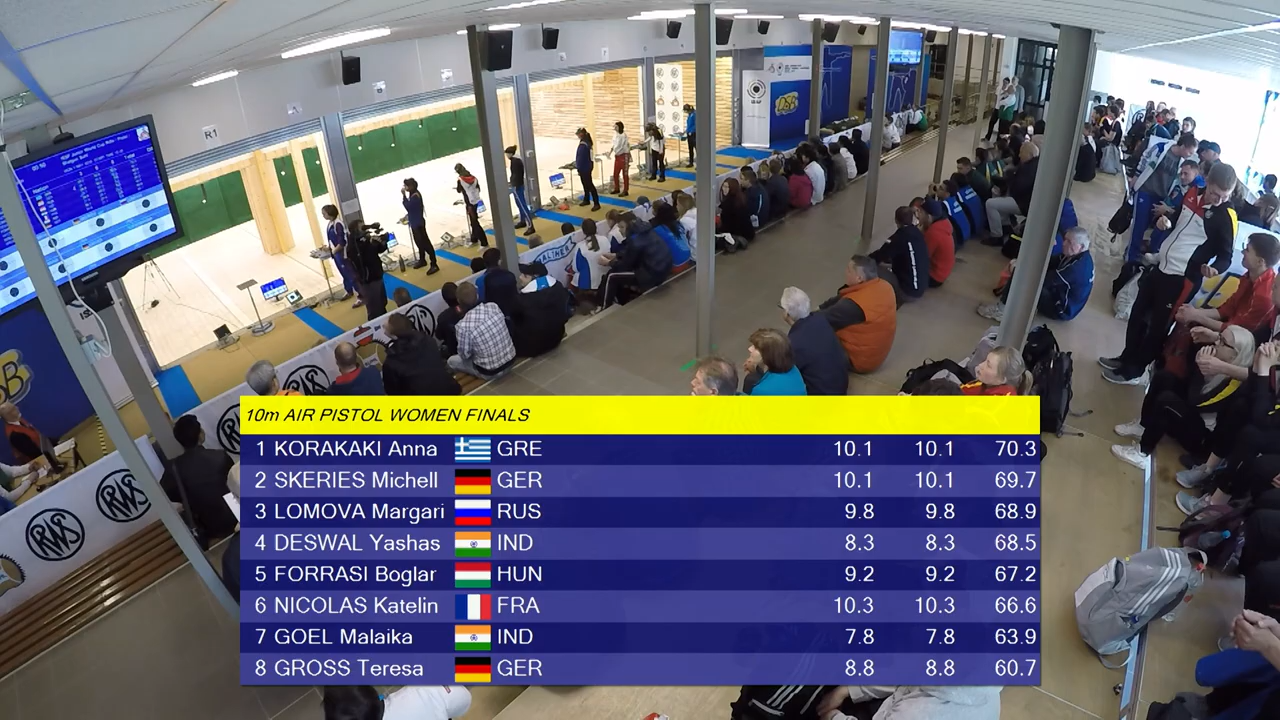 R1
DSB
ALTHER
RWS
RWS
10m AIR PISTOL WOMEN FINALS
1 KORAKAKI Anna GRE 10.1 10.1 70.3
2 SKERIES Michell GER 10.1 10.1 69.7
3 LOMOVA Margari RUS 9.8 9.8 68.9
4 DESWAL Yashas IND 8.3 8.3 68.5
5 FORRASI Boglar HUN 9.2 9.2 67.2
6 NICOLAS Katelin FRA 10.3 10.3 66.6
7 GOEL Malaika IND 7.8 7.8 63.9
8 GROSS Teresa GER 8.8 8.8 60.7